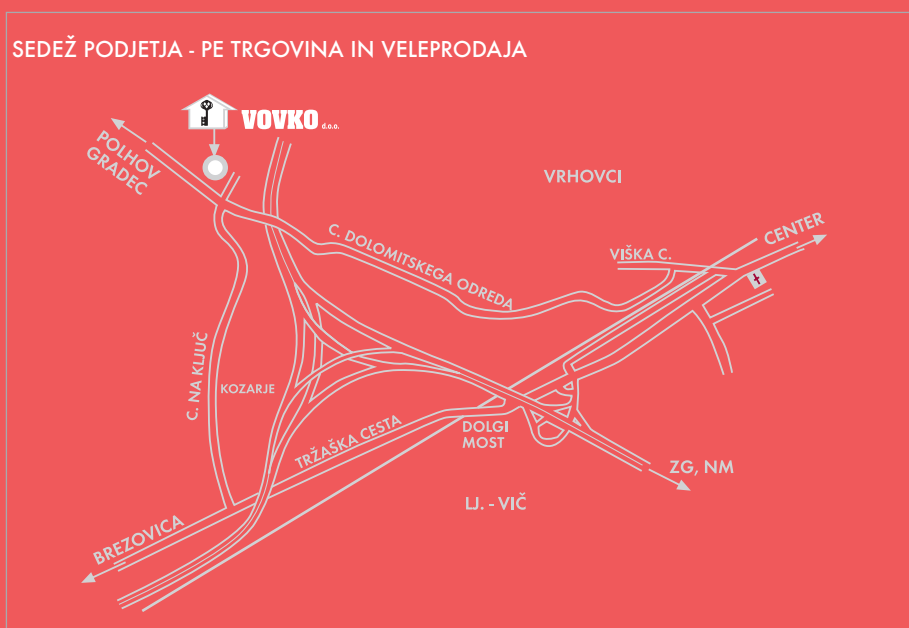 SEDEŽ PODJETJA - PE TRGOVINA IN VELEPRODAJA
VOVKO d.o.o.
POLHOV
GRADEC
VRHOVCI
C. DOLOMITSKEGA ODREDA
VIŠKA C.
CENTER
C. NA KLJUČ
KOZARJE
TRŽAŠKA CESTA
DOLGI
MOST
ZG, NM
LJ. - VIČ
BREZOVICA